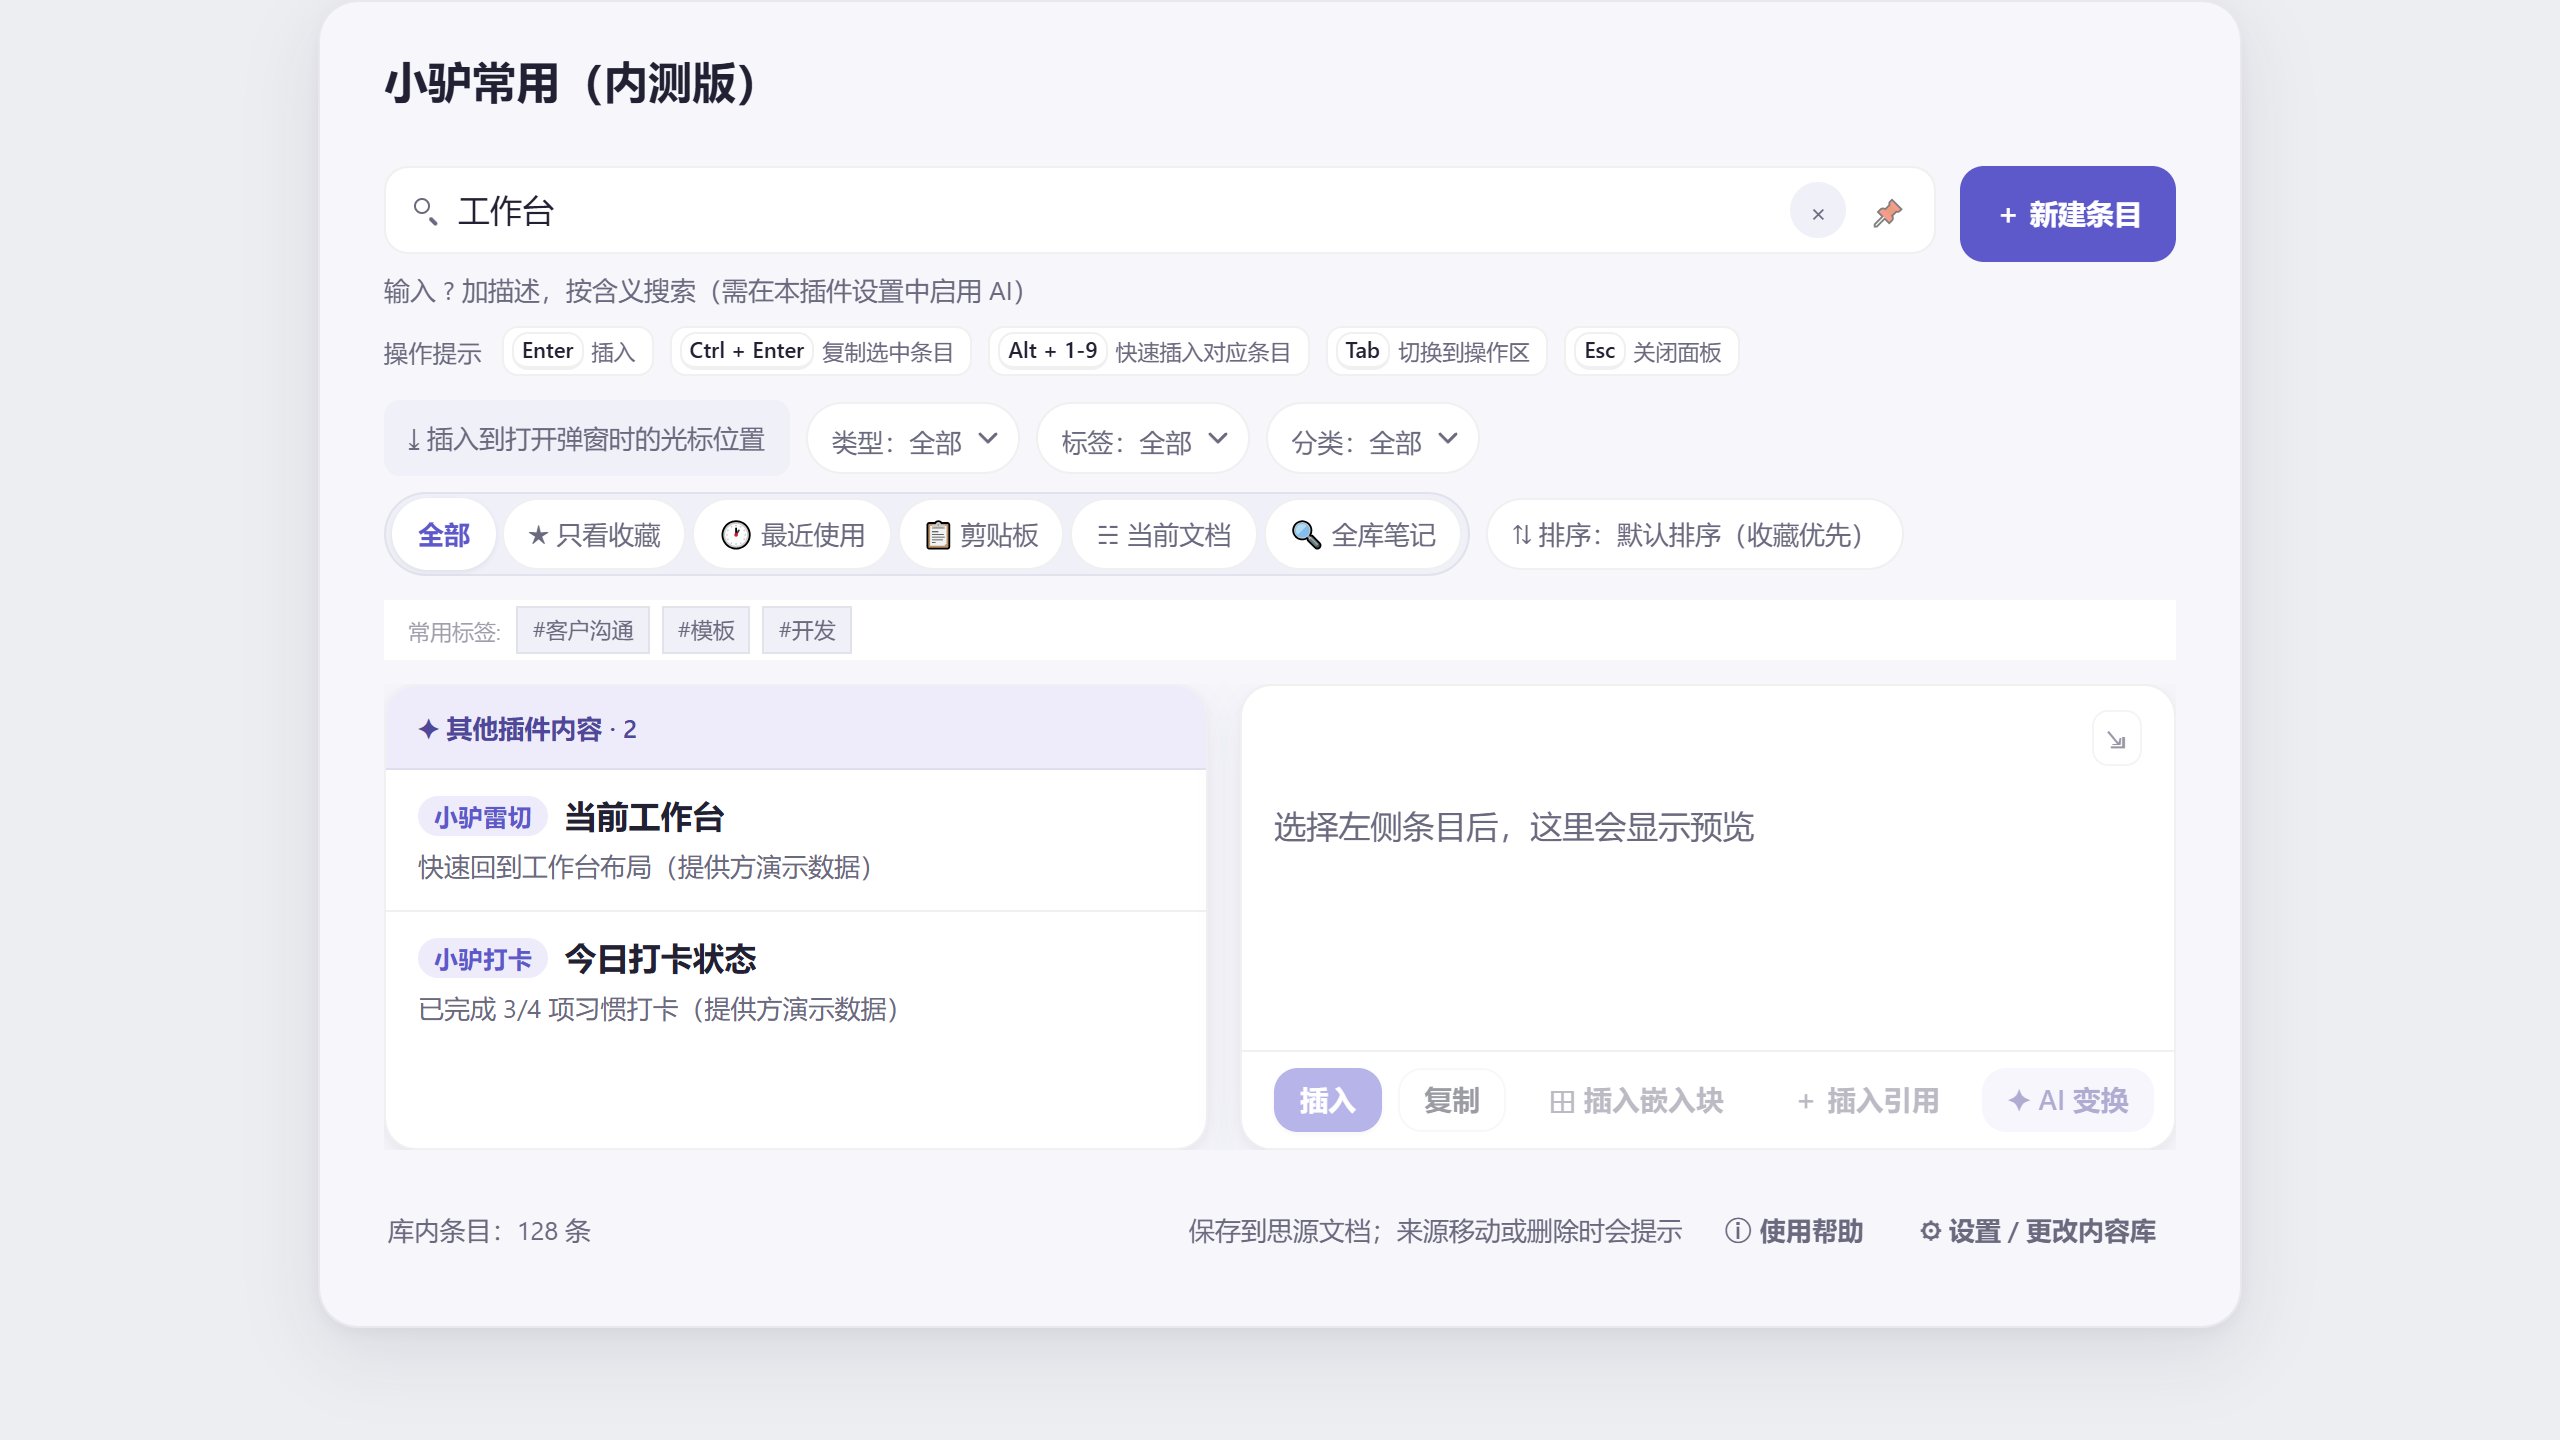 小驴常用（内测版）
工作台
×
+ 新建条目
输入 ? 加描述，按含义搜索（需在本插件设置中启用 AI）
操作提示 Enter 插入 Ctrl + Enter 复制选中条目 Alt + 1-9 快速插入对应条目 Tab 切换到操作区 Esc 关闭面板
⤓ 插入到打开弹窗时的光标位置 类型：全部 标签：全部 分类：全部
全部 ★ 只看收藏 🕐 最近使用 📋 剪贴板 ☵ 当前文档 🔍 全库笔记 ⇅ 排序：默认排序（收藏优先）
常用标签: #客户沟通 #模板 #开发
✦ 其他插件内容 · 2
小驴雷切 当前工作台
快速回到工作台布局（提供方演示数据）
小驴打卡 今日打卡状态
已完成 3/4 项习惯打卡（提供方演示数据）
选择左侧条目后，这里会显示预览
插入 复制 田 插入嵌入块 + 插入引用 ✦ AI 变换
库内条目：128 条
保存到思源文档；来源移动或删除时会提示 ⓘ 使用帮助 ⚙ 设置 / 更改内容库